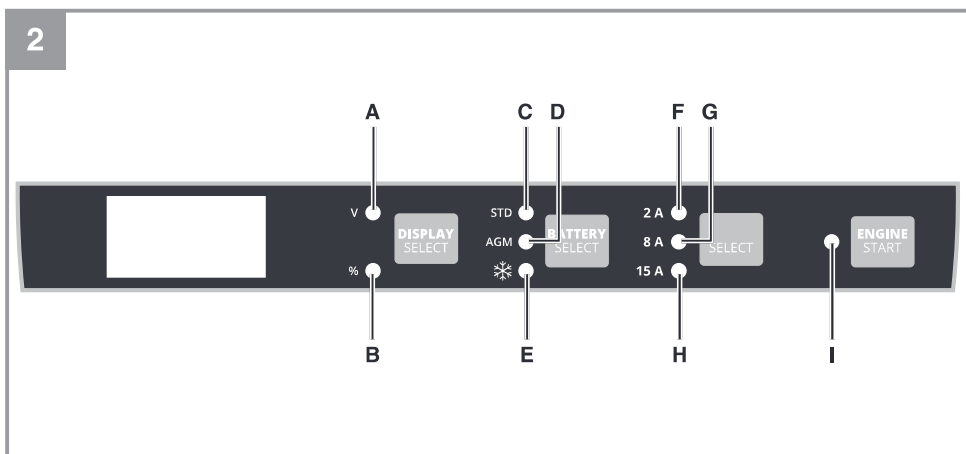 2
A
C D
F G
V
STD
2 A
DISPLAY
SELECT
AGM
BATTERY
SELECT
8 A
SELECT
ENGINE
START
%
15 A
B
E
H
I